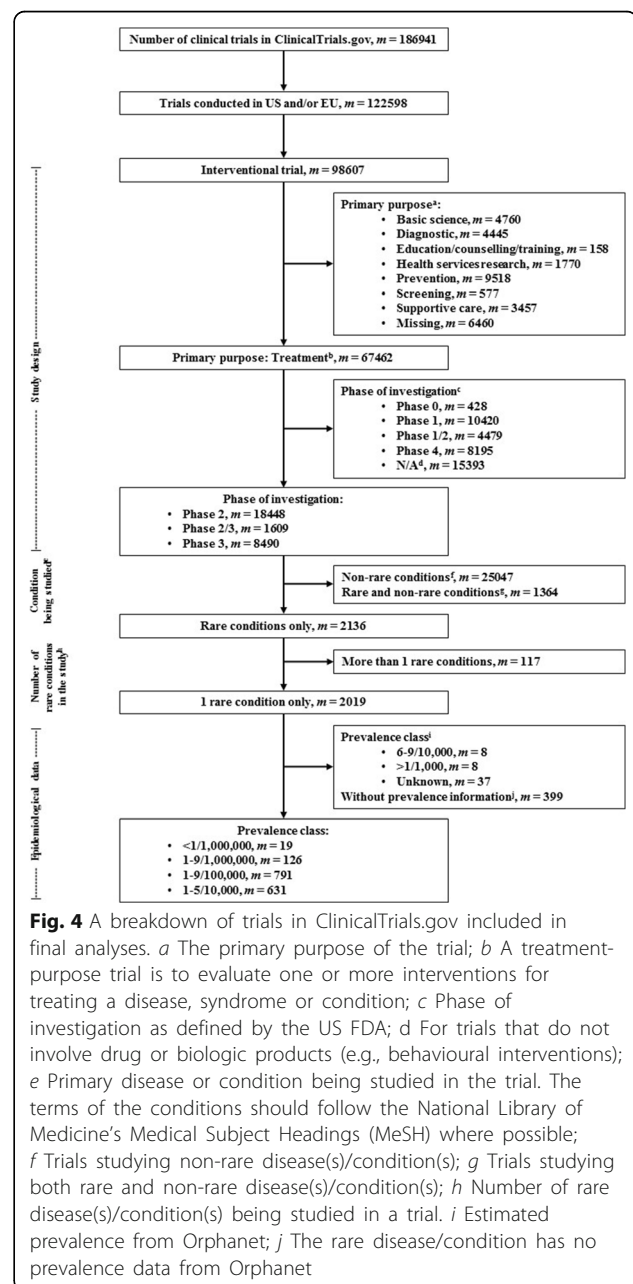 Number of clinical trials in ClinicalTrials.gov, m = 186941
Trials conducted in US and/or EU, m = 122598
Interventional trial, m = 98607
Primary purposeᵃ:
• Basic science, m = 4760
• Diagnostic, m = 4445
• Education/counselling/training, m = 158
• Health services research, m = 1770
• Prevention, m = 9518
• Screening, m = 577
• Supportive care, m = 3457
• Missing, m = 6460
Study design
Primary purpose: Treatmentᵇ, m = 67462
Phase of investigationᶜ
• Phase 0, m = 428
• Phase 1, m = 10420
• Phase 1/2, m = 4479
• Phase 4, m = 8195
• N/Aᵈ, m = 15393
Phase of investigation:
• Phase 2, m = 18448
• Phase 2/3, m = 1609
• Phase 3, m = 8490
Condition
being studiedᵉ
Non-rare conditionsᶠ, m = 25047
Rare and non-rare conditionsᵍ, m = 1364
Rare conditions only, m = 2136
Number of
rare conditions
in the studyʰ
More than 1 rare conditions, m = 117
1 rare condition only, m = 2019
Epidemiological data
Prevalence classⁱ
• 6-9/10,000, m = 8
• >1/1,000, m = 8
• Unknown, m = 37
Without prevalence informationʲ, m = 399
Prevalence class:
• <1/1,000,000, m = 19
• 1-9/1,000,000, m = 126
• 1-9/100,000, m = 791
• 1-5/10,000, m = 631
Fig. 4 A breakdown of trials in ClinicalTrials.gov included in
final analyses. a The primary purpose of the trial; b A treatment-
purpose trial is to evaluate one or more interventions for
treating a disease, syndrome or condition; c Phase of
investigation as defined by the US FDA; d For trials that do not
involve drug or biologic products (e.g., behavioural interventions);
e Primary disease or condition being studied in the trial. The
terms of the conditions should follow the National Library of
Medicine's Medical Subject Headings (MeSH) where possible;
f Trials studying non-rare disease(s)/condition(s); g Trials studying
both rare and non-rare disease(s)/condition(s); h Number of rare
disease(s)/condition(s) being studied in a trial. i Estimated
prevalence from Orphanet; j The rare disease/condition has no
prevalence data from Orphanet